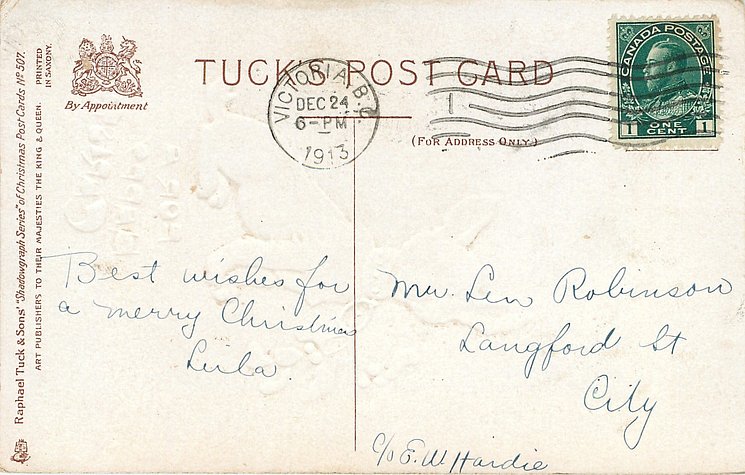 TUCK'S POST CARD
By Appointment
(FOR ADDRESS ONLY.)
VICTORIA, B.C
DEC 24
6-PM
1913
1
CANADA POSTAGE
1 ONE CENT 1
Raphael Tuck & Sons' "Shadowgraph Series" of Christmas Post Cards Nº 507.
ART PUBLISHERS TO THEIR MAJESTIES THE KING & QUEEN.
PRINTED
IN SAXONY.
Best wishes for
a merry Christmas
Lula.
Len Robinson
Langford St
City
c/o E.W. Hardie